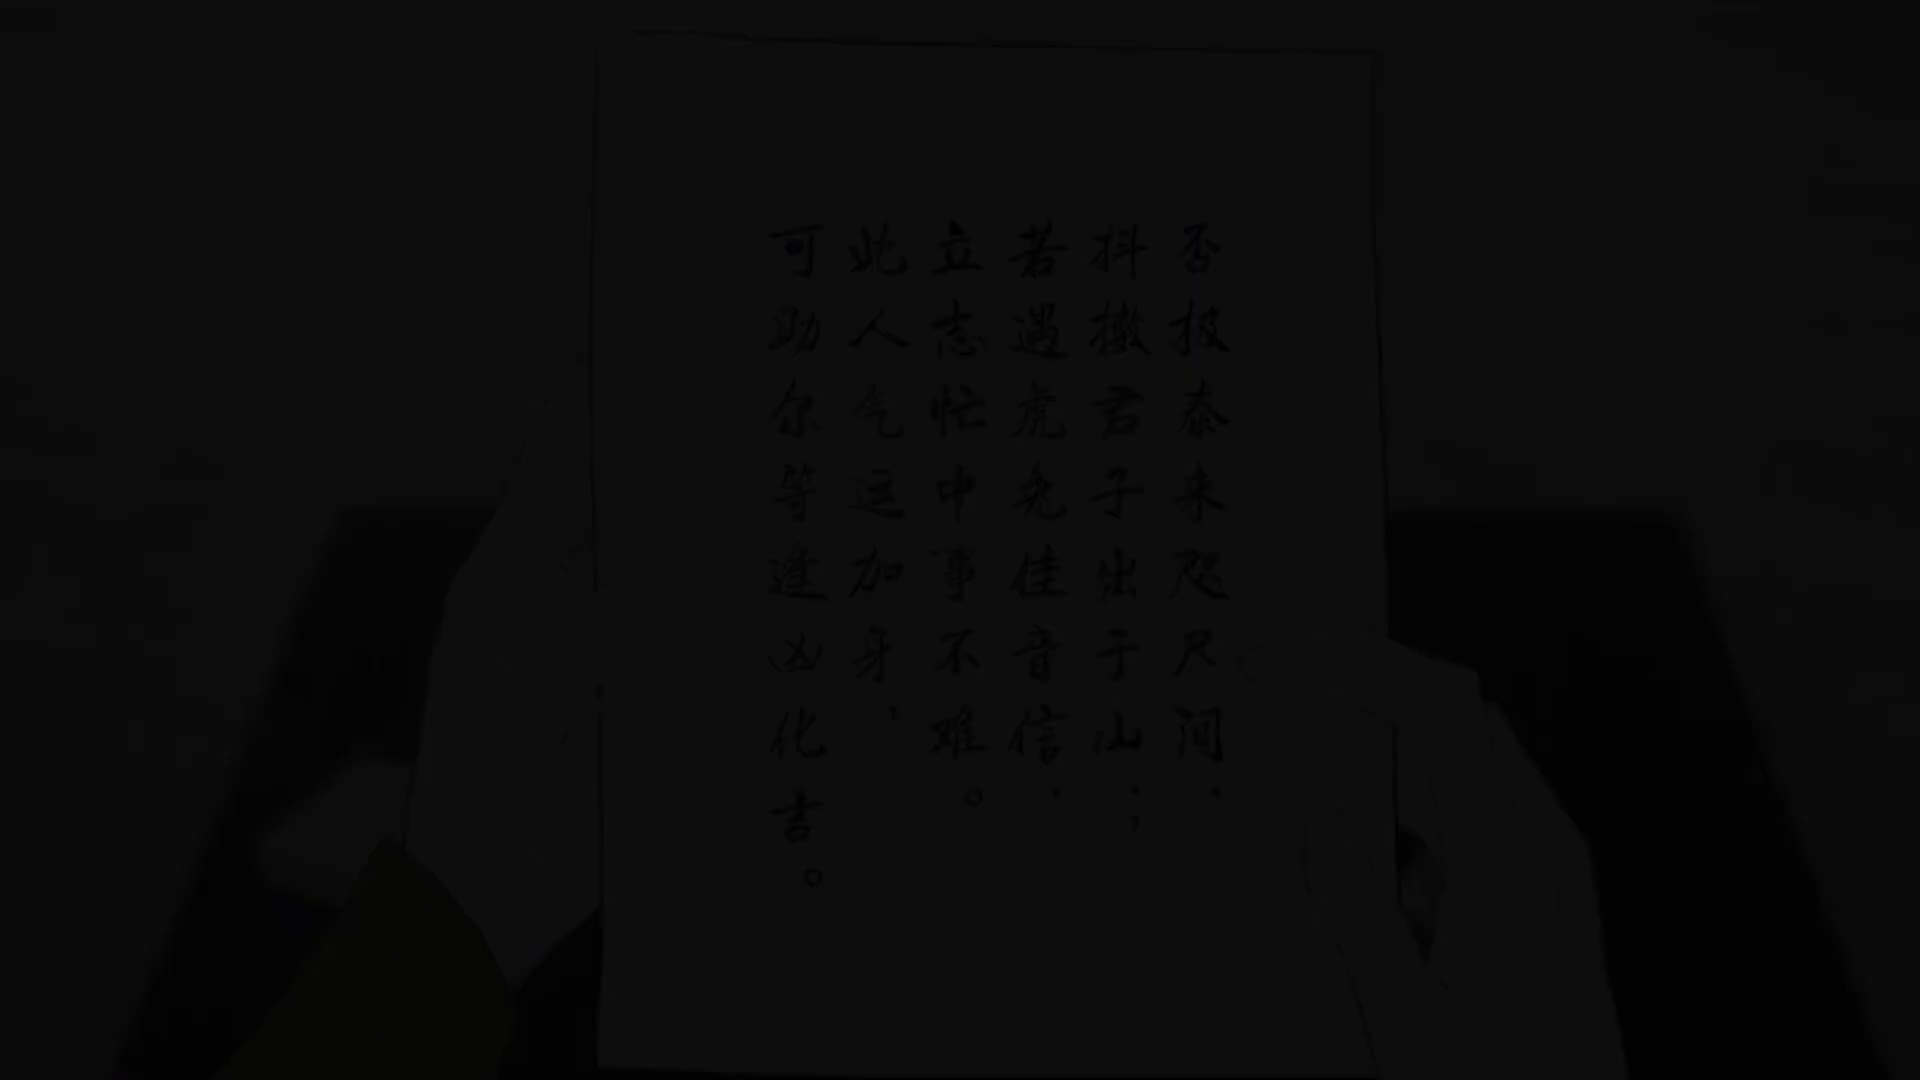 否极泰来咫尺间，
抖擞君子出于山；
若遇虎兔佳音信，
立志忙中事不难。
此人气运加身，
可助尔等逢凶化吉。